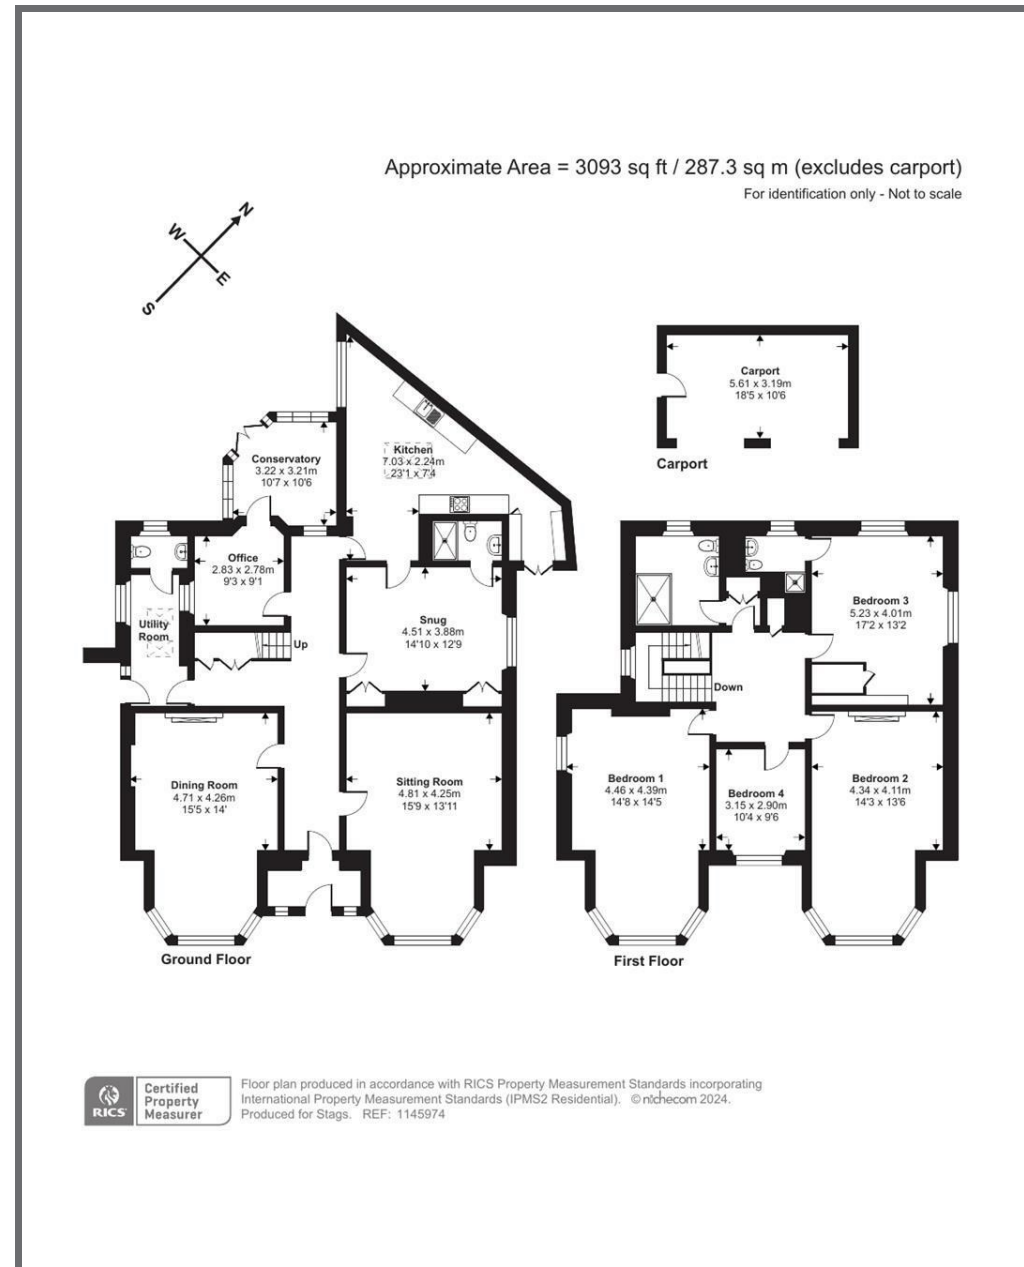 Approximate Area = 3093 sq ft / 287.3 sq m (excludes carport)
For identification only - Not to scale
N
W
E
S
Carport
5.61 x 3.19m
18'5 x 10'6
Carport
Kitchen
7.03 x 2.24m
23'1 x 7'4
Conservatory
3.22 x 3.21m
10'7 x 10'6
Office
2.83 x 2.78m
9'3 x 9'1
Utility
Room
Up
Snug
4.51 x 3.88m
14'10 x 12'9
Dining Room
4.71 x 4.26m
15'5 x 14'
Sitting Room
4.81 x 4.25m
15'9 x 13'11
Ground Floor
Bedroom 3
5.23 x 4.01m
17'2 x 13'2
Down
Bedroom 1
4.46 x 4.39m
14'8 x 14'5
Bedroom 4
3.15 x 2.90m
10'4 x 9'6
Bedroom 2
4.34 x 4.11m
14'3 x 13'6
First Floor
RICS
Certified
Property
Measurer
Floor plan produced in accordance with RICS Property Measurement Standards incorporating
International Property Measurement Standards (IPMS2 Residential). © nichecom 2024.
Produced for Stags. REF: 1145974